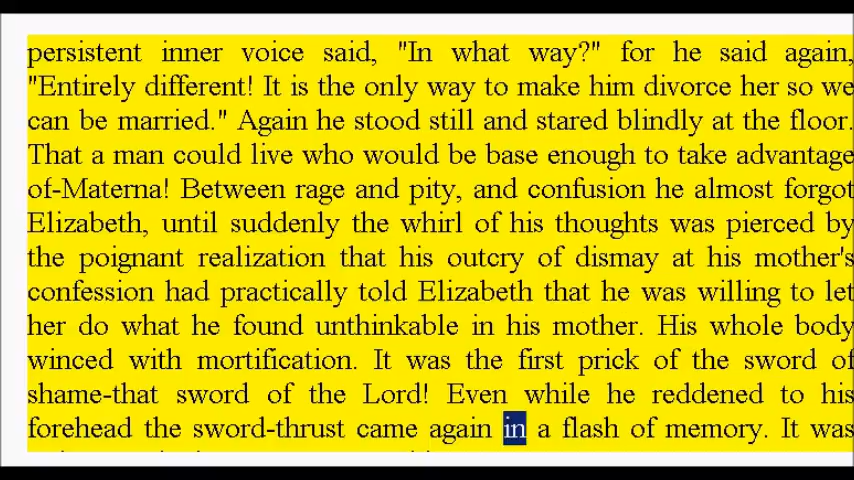 persistent inner voice said, "In what way?" for he said again,
"Entirely different! It is the only way to make him divorce her so we
can be married." Again he stood still and stared blindly at the floor.
That a man could live who would be base enough to take advantage
of-Materna! Between rage and pity, and confusion he almost forgot
Elizabeth, until suddenly the whirl of his thoughts was pierced by
the poignant realization that his outcry of dismay at his mother's
confession had practically told Elizabeth that he was willing to let
her do what he found unthinkable in his mother. His whole body
winced with mortification. It was the first prick of the sword of
shame-that sword of the Lord! Even while he reddened to his
forehead the sword-thrust came again in a flash of memory. It was